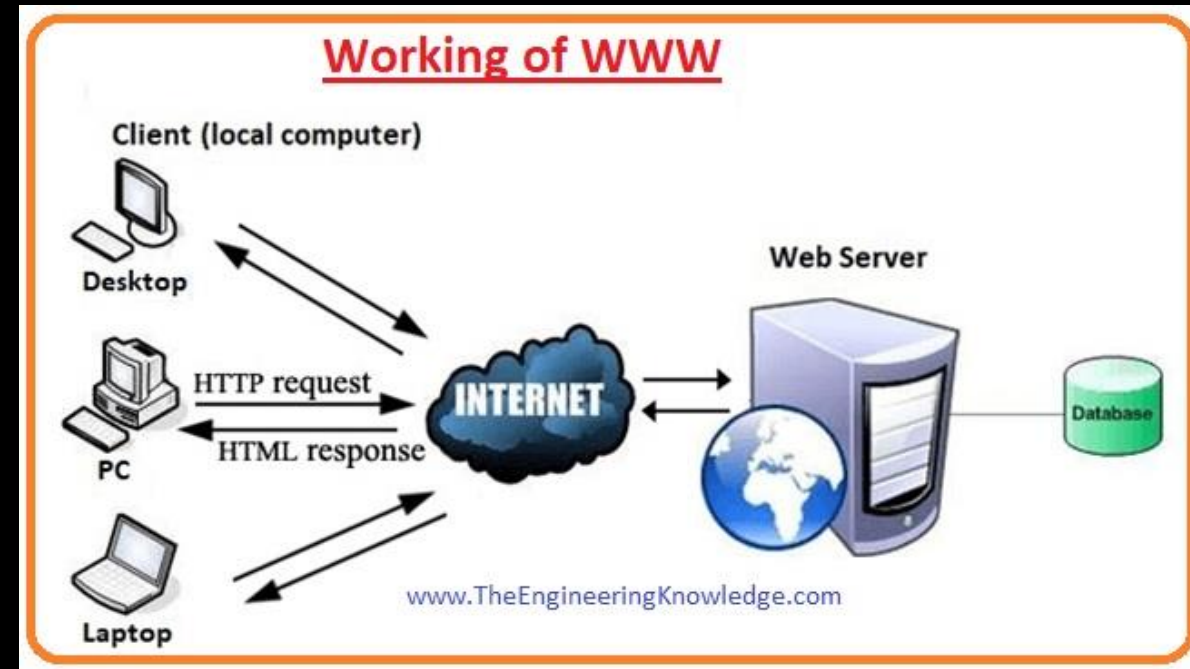 Working of WWW
Client (local computer)
Desktop
Web Server
HTTP request
INTERNET
Database
HTML response
PC
www.TheEngineeringKnowledge.com
Laptop